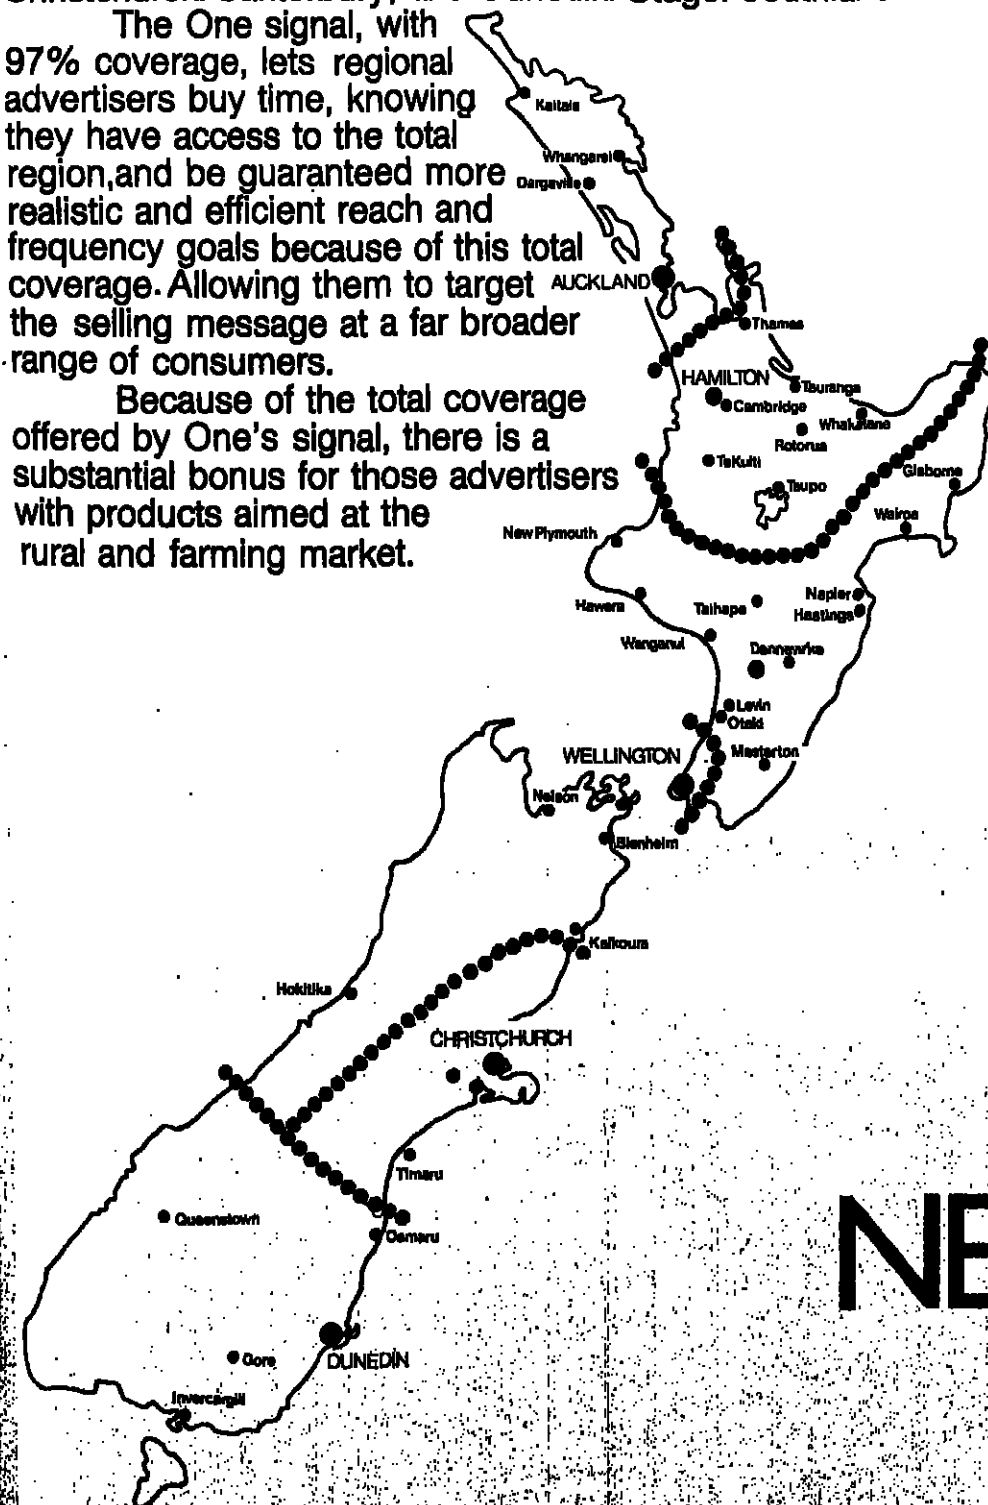 The One signal, with
97% coverage, lets regional
advertisers buy time, knowing
they have access to the total
region,and be guaranteed more
realistic and efficient reach and
frequency goals because of this total
coverage. Allowing them to target
the selling message at a far broader
range of consumers.
Because of the total coverage
offered by One's signal, there is a
substantial bonus for those advertisers
with products aimed at the
rural and farming market.
Kaitaia
Whangarei
Dargaville
AUCKLAND
Thames
HAMILTON
Tauranga
Cambridge
Whakatane
Rotorua
TeKuiti
Gisborne
Taupo
Wairoa
New Plymouth
Napier
Hawera
Taihape
Hastings
Wanganui
Dannevirke
Levin
Otaki
Masterton
WELLINGTON
Nelson
Blenheim
Kaikoura
Hokitika
CHRISTCHURCH
Timaru
Queenstown
Oamaru
NE
Gore
DUNEDIN
Invercargill